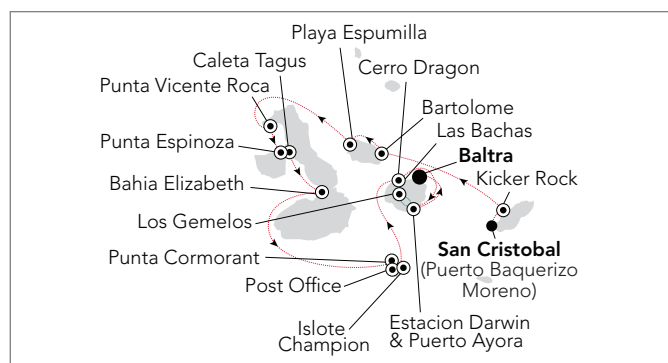 Playa Espumilla
Caleta Tagus
Cerro Dragon
Punta Vicente Roca
Bartolome
Las Bachas
Punta Espinoza
Baltra
Kicker Rock
Bahia Elizabeth
Los Gemelos
San Cristobal
(Puerto Baquerizo
Moreno)
Punta Cormorant
Post Office
Islote
Champion
Estacion Darwin
& Puerto Ayora